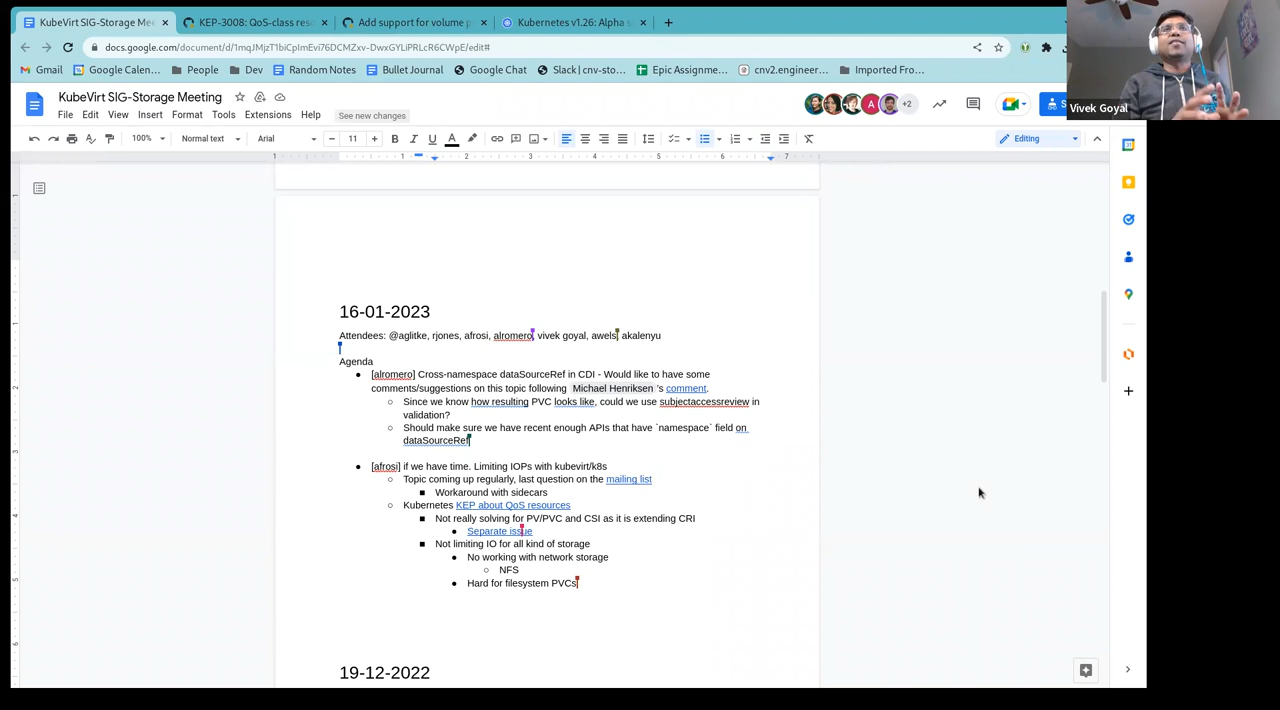 KubeVirt SIG-Storage Mee
KEP-3008: QoS-class res
Add support for volume p
Kubernetes v1.26: Alpha s
docs.google.com/document/d/1mqJMjzT1biCpImEvi76DCMZxv-DwxGYLiPRLcR6CWpE/edit#
Gmail
Google Calen...
People
Dev
Random Notes
Bullet Journal
Google Chat
Slack | cnv-sto...
Epic Assignme...
cnv2.engineer...
Imported Fro...
Vivek Goyal
KubeVirt SIG-Storage Meeting
File Edit View Insert Format Tools Extensions Help
See new changes
+2
100% Normal text Arial 11
Editing
1 1 2 3 4 5 6 7
16-01-2023
Attendees: @aglitke, rjones, afrosi, alromero, vivek goyal, awels, akalenyu
Agenda
● [alromero] Cross-namespace dataSourceRef in CDI - Would like to have some
comments/suggestions on this topic following Michael Henriksen 's comment.
○ Since we know how resulting PVC looks like, could we use subjectaccessreview in
validation?
○ Should make sure we have recent enough APIs that have `namespace` field on
dataSourceRef
● [afrosi] if we have time. Limiting IOPs with kubevirt/k8s
○ Topic coming up regularly, last question on the mailing list
■ Workaround with sidecars
○ Kubernetes KEP about QoS resources
■ Not really solving for PV/PVC and CSI as it is extending CRI
● Separate issue
■ Not limiting IO for all kind of storage
● No working with network storage
○ NFS
● Hard for filesystem PVCs
19-12-2022